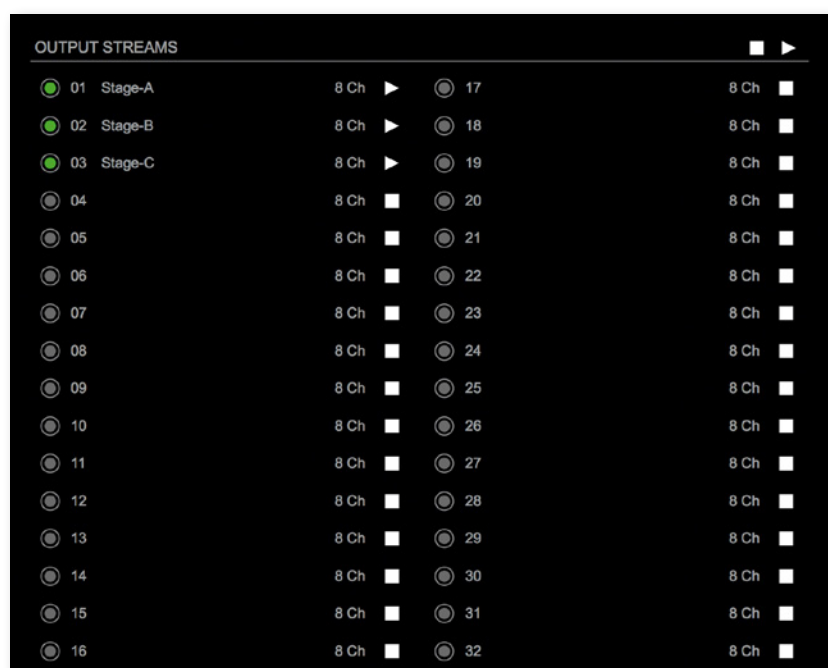 OUTPUT STREAMS
01 Stage-A 8 Ch
02 Stage-B 8 Ch
03 Stage-C 8 Ch
04 8 Ch
05 8 Ch
06 8 Ch
07 8 Ch
08 8 Ch
09 8 Ch
10 8 Ch
11 8 Ch
12 8 Ch
13 8 Ch
14 8 Ch
15 8 Ch
16 8 Ch
17 8 Ch
18 8 Ch
19 8 Ch
20 8 Ch
21 8 Ch
22 8 Ch
23 8 Ch
24 8 Ch
25 8 Ch
26 8 Ch
27 8 Ch
28 8 Ch
29 8 Ch
30 8 Ch
31 8 Ch
32 8 Ch